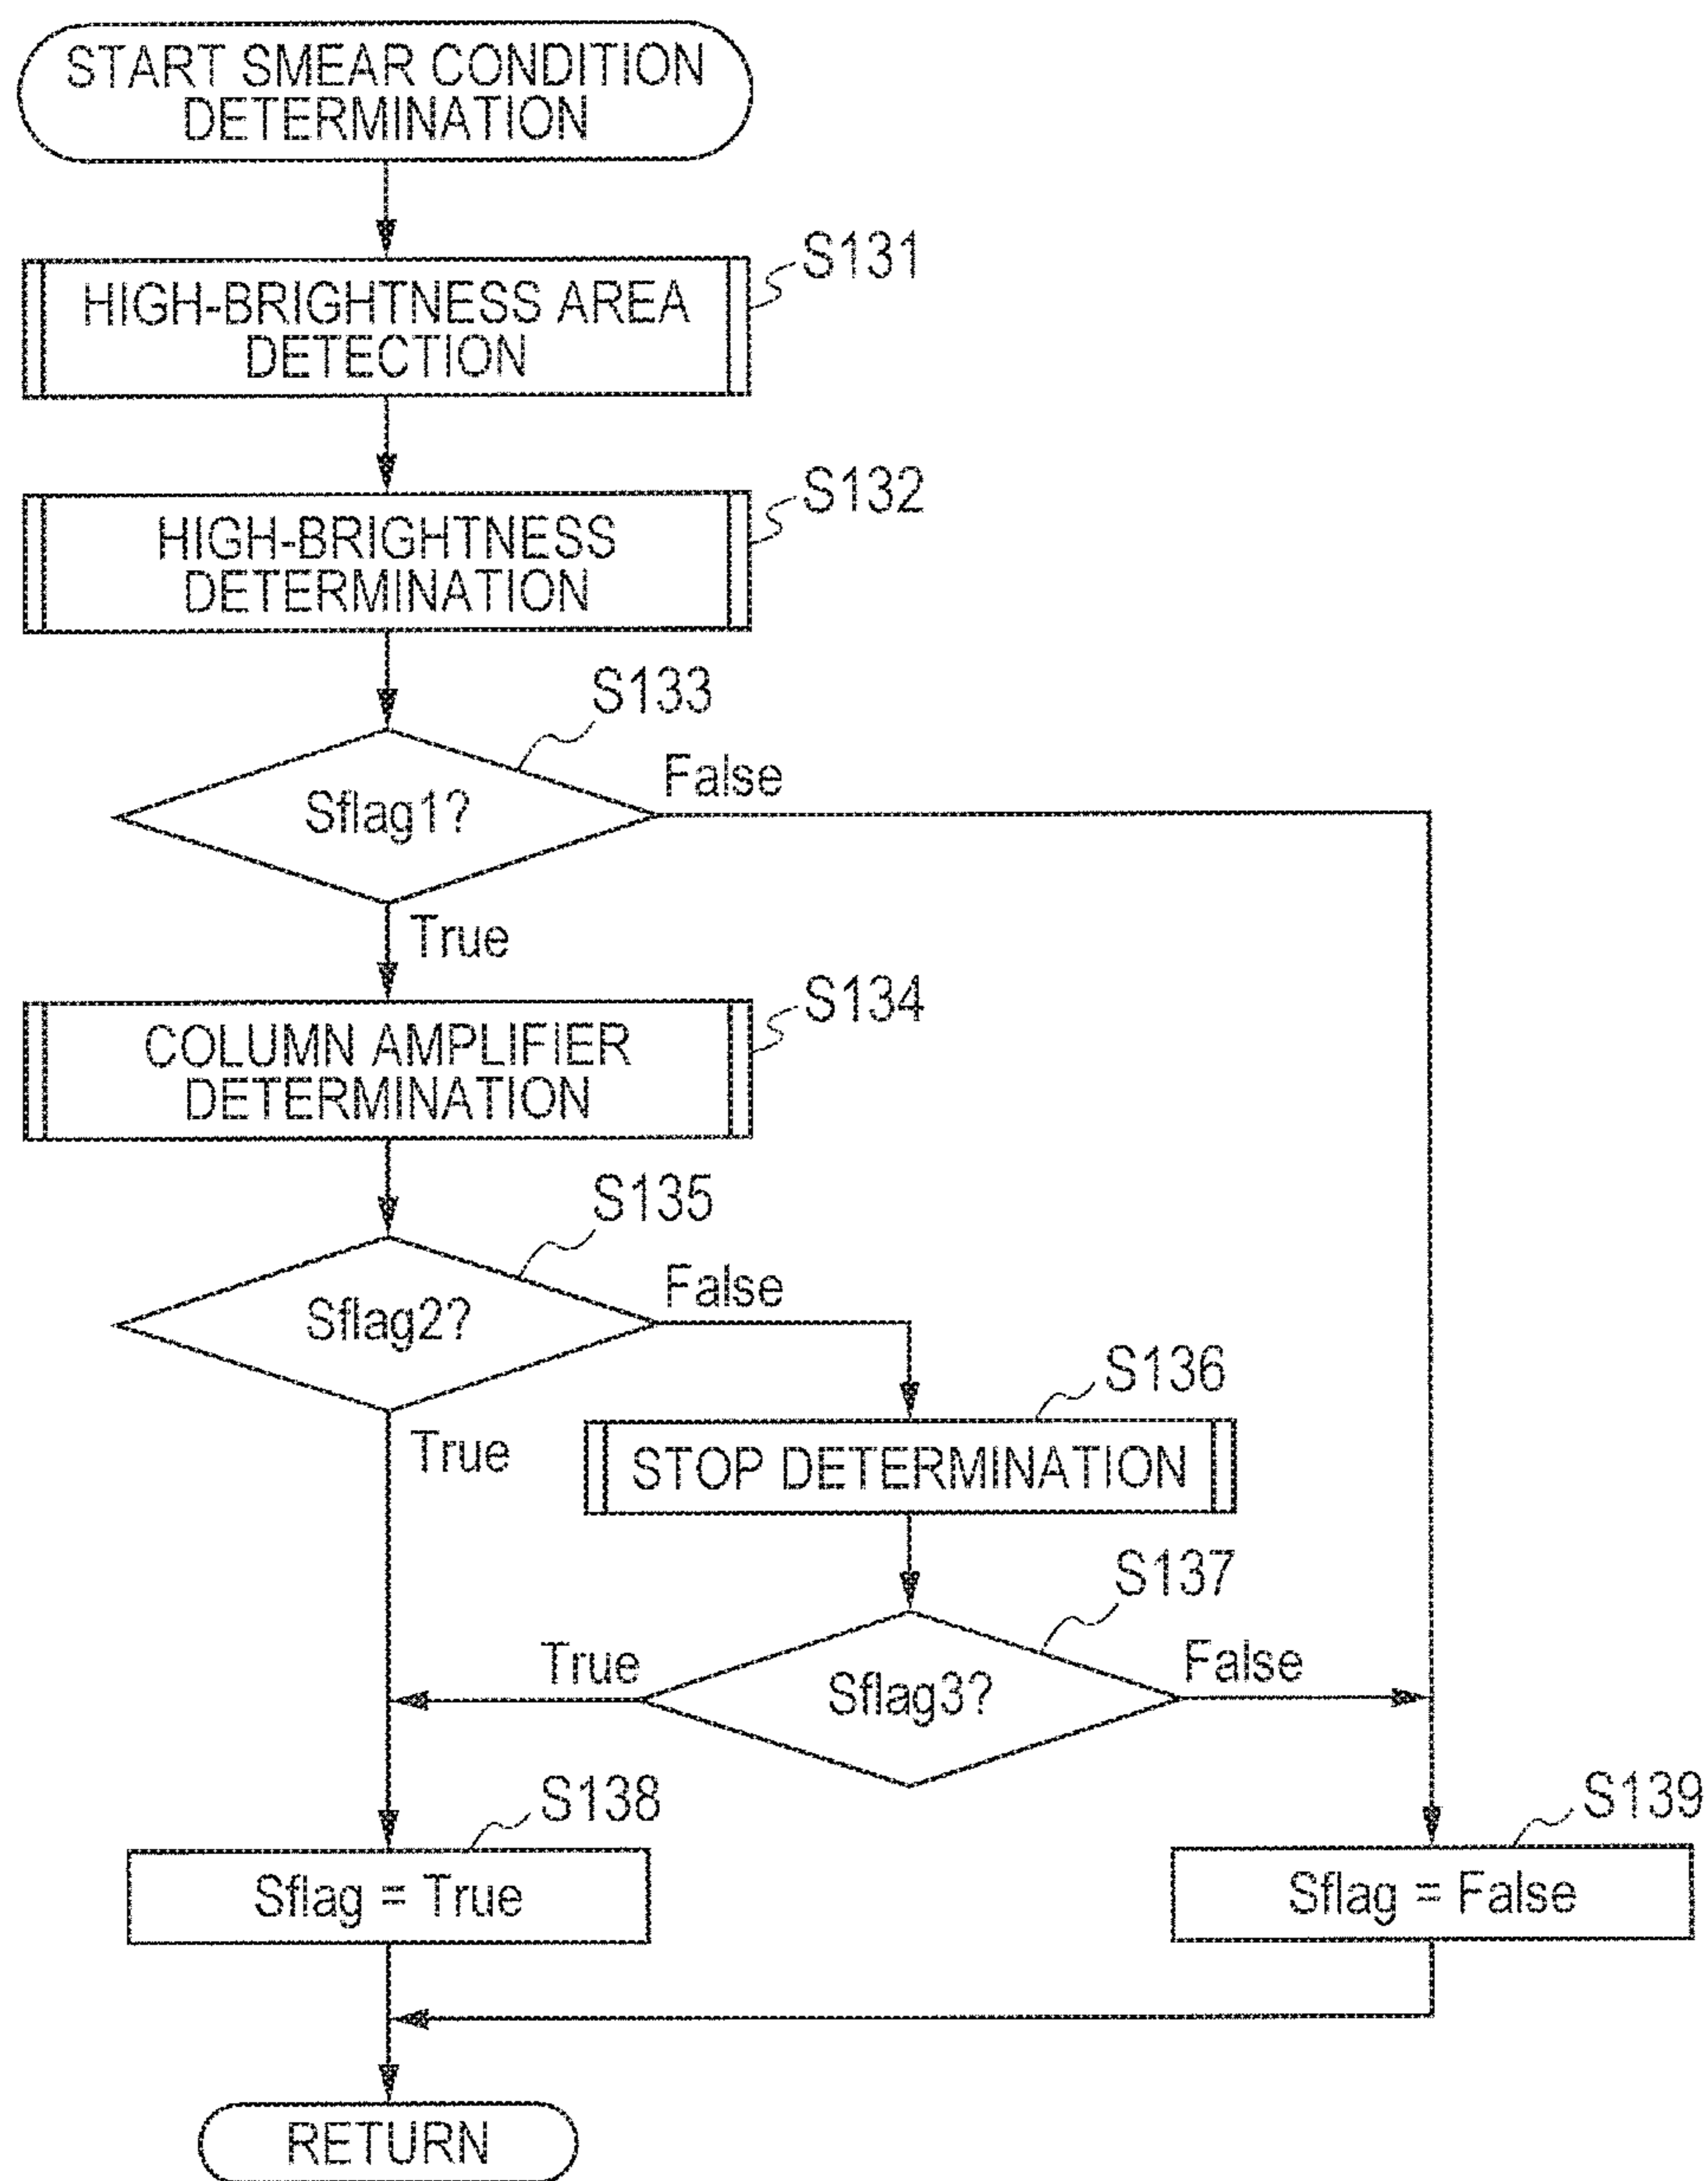 START SMEAR CONDITION
DETERMINATION
S131
HIGH-BRIGHTNESS AREA
DETECTION
S132
HIGH-BRIGHTNESS
DETERMINATION
S133
Sflag1?
False
True
S134
COLUMN AMPLIFIER
DETERMINATION
S135
Sflag2?
False
True
S136
STOP DETERMINATION
S137
True
Sflag3?
False
S138
Sflag = True
S139
Sflag = False
RETURN